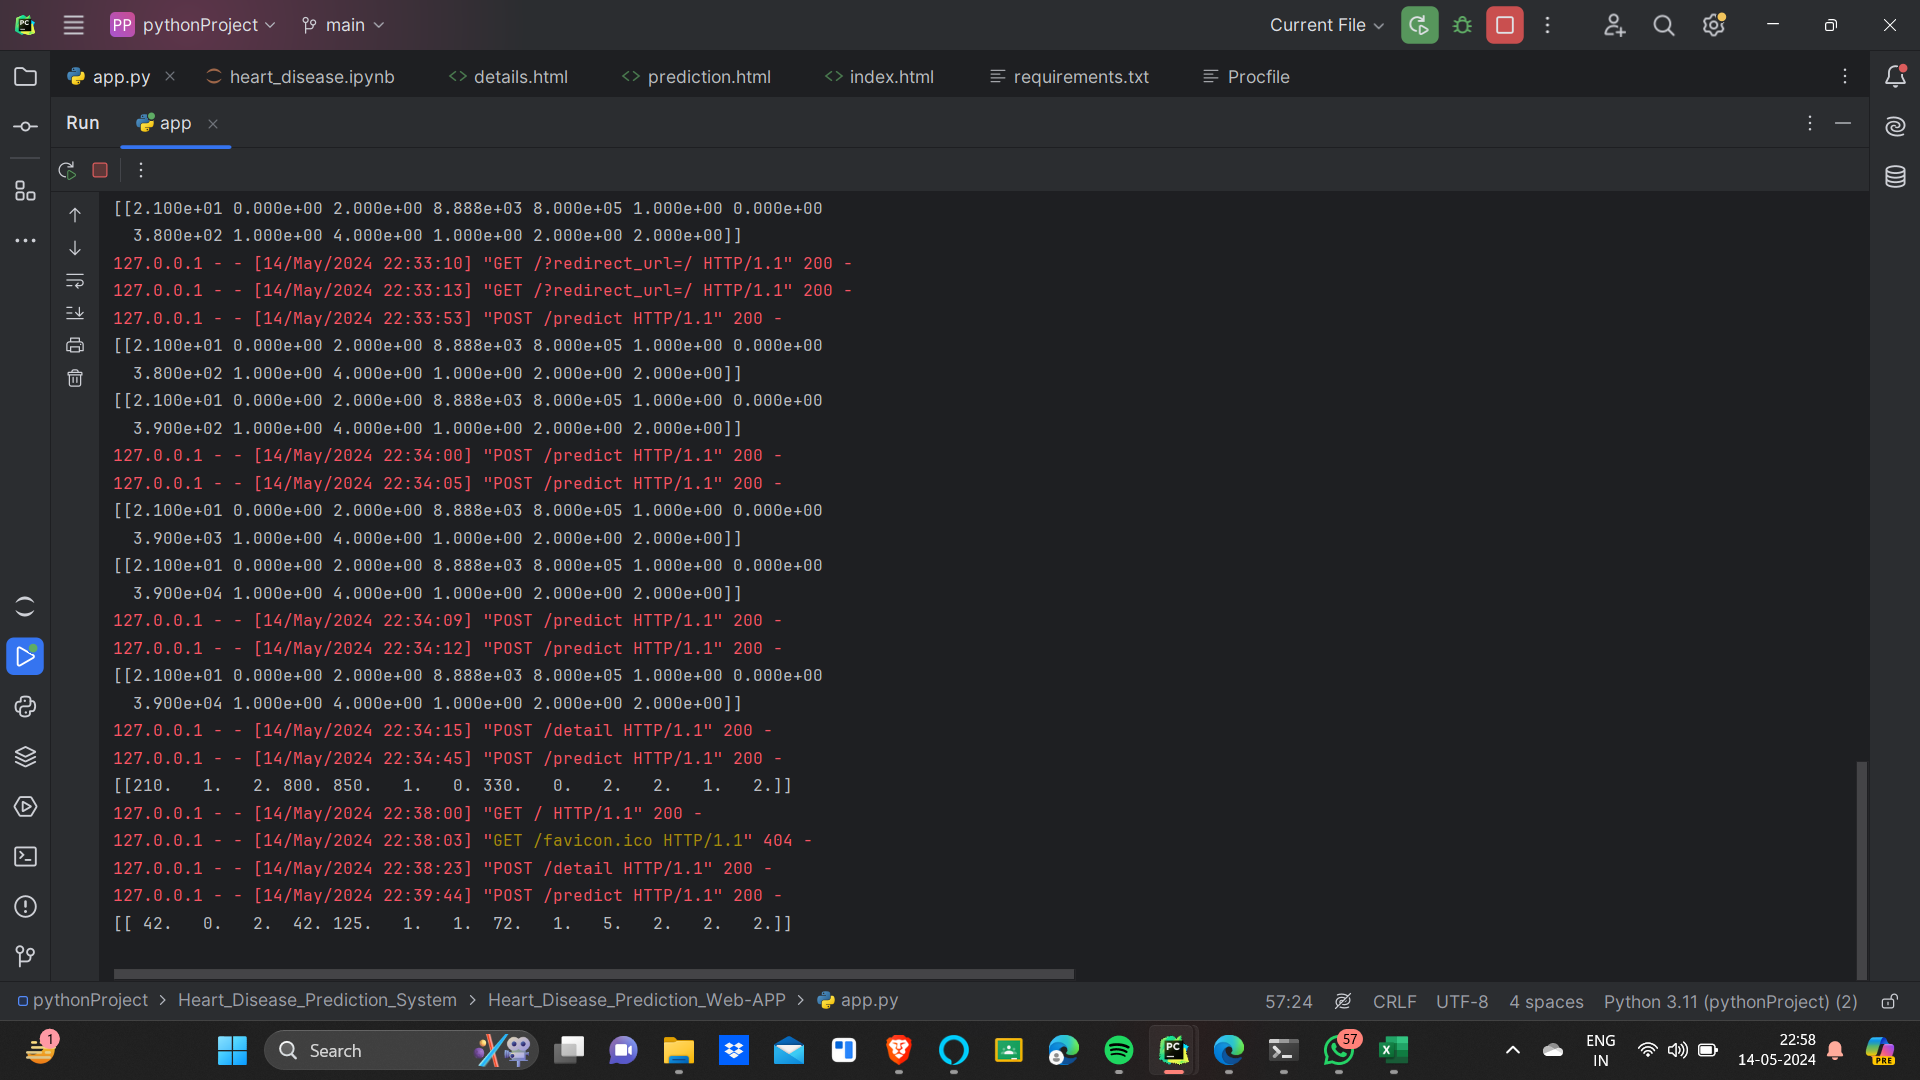 PP pythonProject main Current File
app.py heart_disease.ipynb details.html prediction.html index.html requirements.txt Procfile
Run app
[[2.100e+01 0.000e+00 2.000e+00 8.888e+03 8.000e+05 1.000e+00 0.000e+00
3.800e+02 1.000e+00 4.000e+00 1.000e+00 2.000e+00 2.000e+00]]
127.0.0.1 - - [14/May/2024 22:33:10] "GET /?redirect_url=/ HTTP/1.1" 200 -
127.0.0.1 - - [14/May/2024 22:33:13] "GET /?redirect_url=/ HTTP/1.1" 200 -
127.0.0.1 - - [14/May/2024 22:33:53] "POST /predict HTTP/1.1" 200 -
[[2.100e+01 0.000e+00 2.000e+00 8.888e+03 8.000e+05 1.000e+00 0.000e+00
3.800e+02 1.000e+00 4.000e+00 1.000e+00 2.000e+00 2.000e+00]]
[[2.100e+01 0.000e+00 2.000e+00 8.888e+03 8.000e+05 1.000e+00 0.000e+00
3.900e+02 1.000e+00 4.000e+00 1.000e+00 2.000e+00 2.000e+00]]
127.0.0.1 - - [14/May/2024 22:34:00] "POST /predict HTTP/1.1" 200 -
127.0.0.1 - - [14/May/2024 22:34:05] "POST /predict HTTP/1.1" 200 -
[[2.100e+01 0.000e+00 2.000e+00 8.888e+03 8.000e+05 1.000e+00 0.000e+00
3.900e+03 1.000e+00 4.000e+00 1.000e+00 2.000e+00 2.000e+00]]
[[2.100e+01 0.000e+00 2.000e+00 8.888e+03 8.000e+05 1.000e+00 0.000e+00
3.900e+04 1.000e+00 4.000e+00 1.000e+00 2.000e+00 2.000e+00]]
127.0.0.1 - - [14/May/2024 22:34:09] "POST /predict HTTP/1.1" 200 -
127.0.0.1 - - [14/May/2024 22:34:12] "POST /predict HTTP/1.1" 200 -
[[2.100e+01 0.000e+00 2.000e+00 8.888e+03 8.000e+05 1.000e+00 0.000e+00
3.900e+04 1.000e+00 4.000e+00 1.000e+00 2.000e+00 2.000e+00]]
127.0.0.1 - - [14/May/2024 22:34:15] "POST /detail HTTP/1.1" 200 -
127.0.0.1 - - [14/May/2024 22:34:45] "POST /predict HTTP/1.1" 200 -
[[210. 1. 2. 800. 850. 1. 0. 330. 0. 2. 2. 1. 2.]]
127.0.0.1 - - [14/May/2024 22:38:00] "GET / HTTP/1.1" 200 -
127.0.0.1 - - [14/May/2024 22:38:03] "GET /favicon.ico HTTP/1.1" 404 -
127.0.0.1 - - [14/May/2024 22:38:23] "POST /detail HTTP/1.1" 200 -
127.0.0.1 - - [14/May/2024 22:39:44] "POST /predict HTTP/1.1" 200 -
[[ 42. 0. 2. 42. 125. 1. 1. 72. 1. 5. 2. 2. 2.]]
pythonProject > Heart_Disease_Prediction_System > Heart_Disease_Prediction_Web-APP > app.py 57:24 CRLF UTF-8 4 spaces Python 3.11 (pythonProject) (2)
1 Search PC 57 ENG 22:58
IN 14-05-2024 PRE